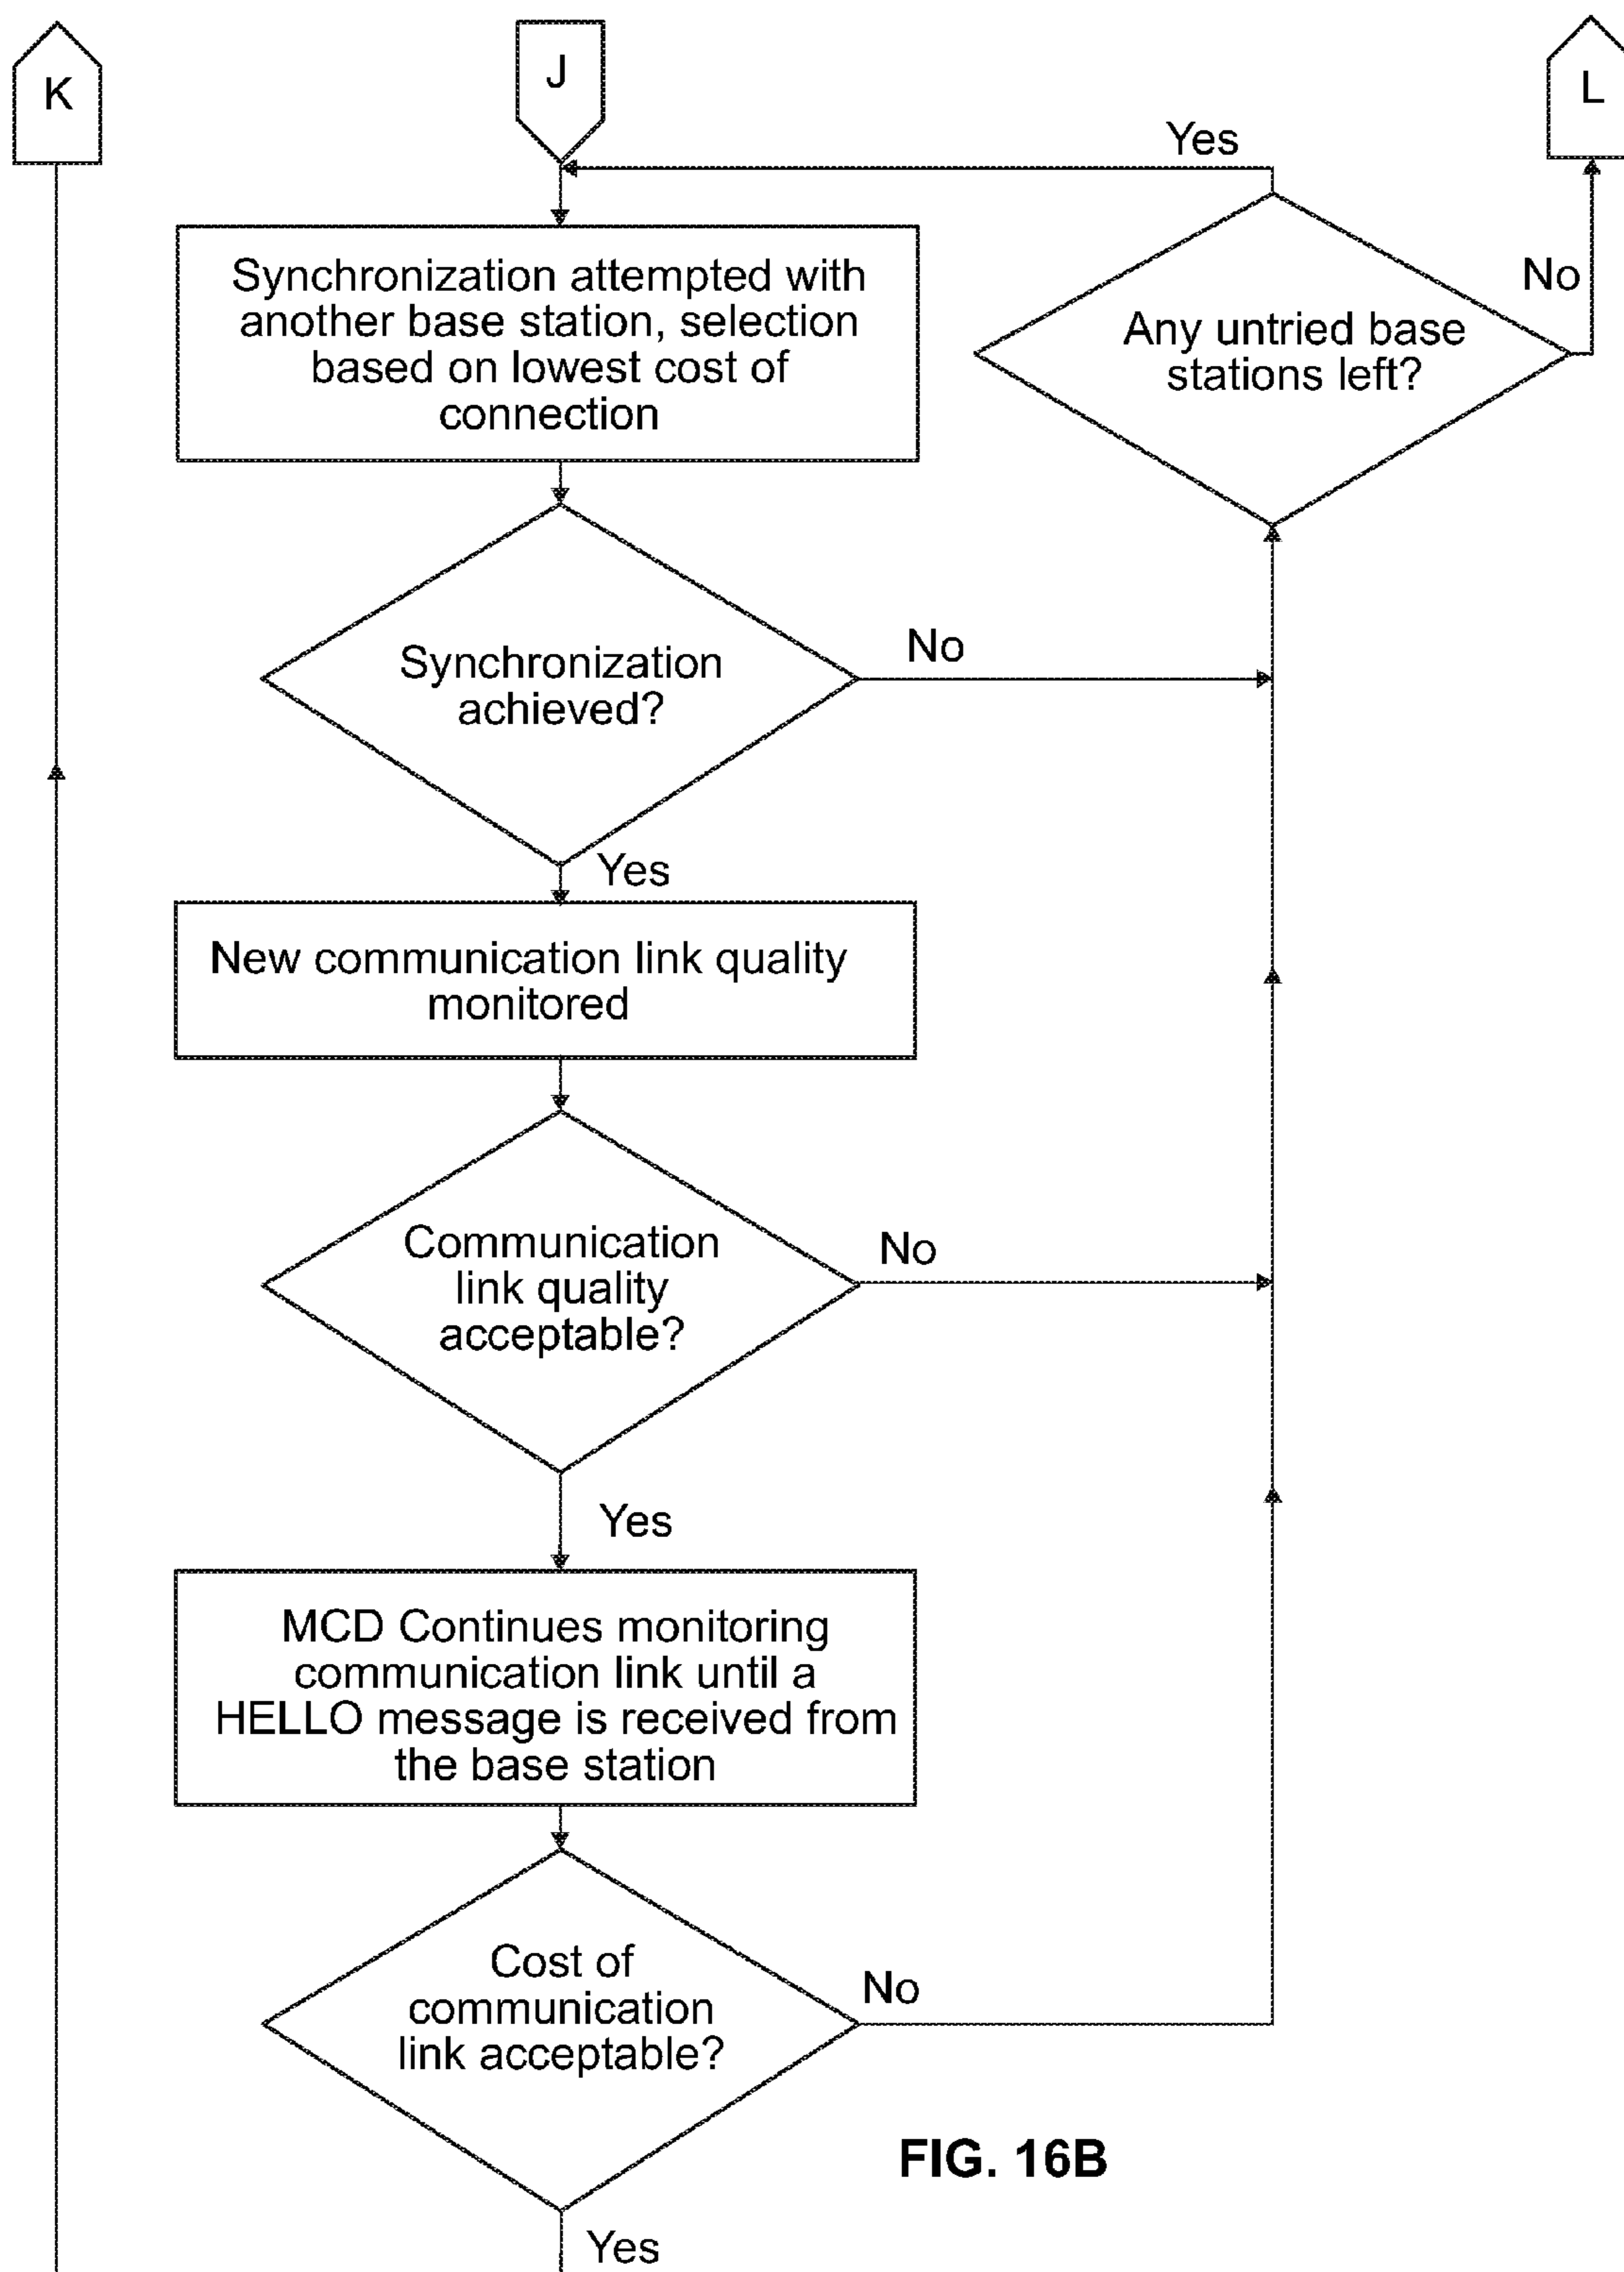 K
J
L
Yes
Synchronization attempted with
another base station, selection
based on lowest cost of
connection
No
Any untried base
stations left?
Synchronization
achieved?
No
Yes
New communication link quality
monitored
Communication
link quality
acceptable?
No
Yes
MCD Continues monitoring
communication link until a
HELLO message is received from
the base station
Cost of
communication
link acceptable?
No
FIG. 16B
Yes